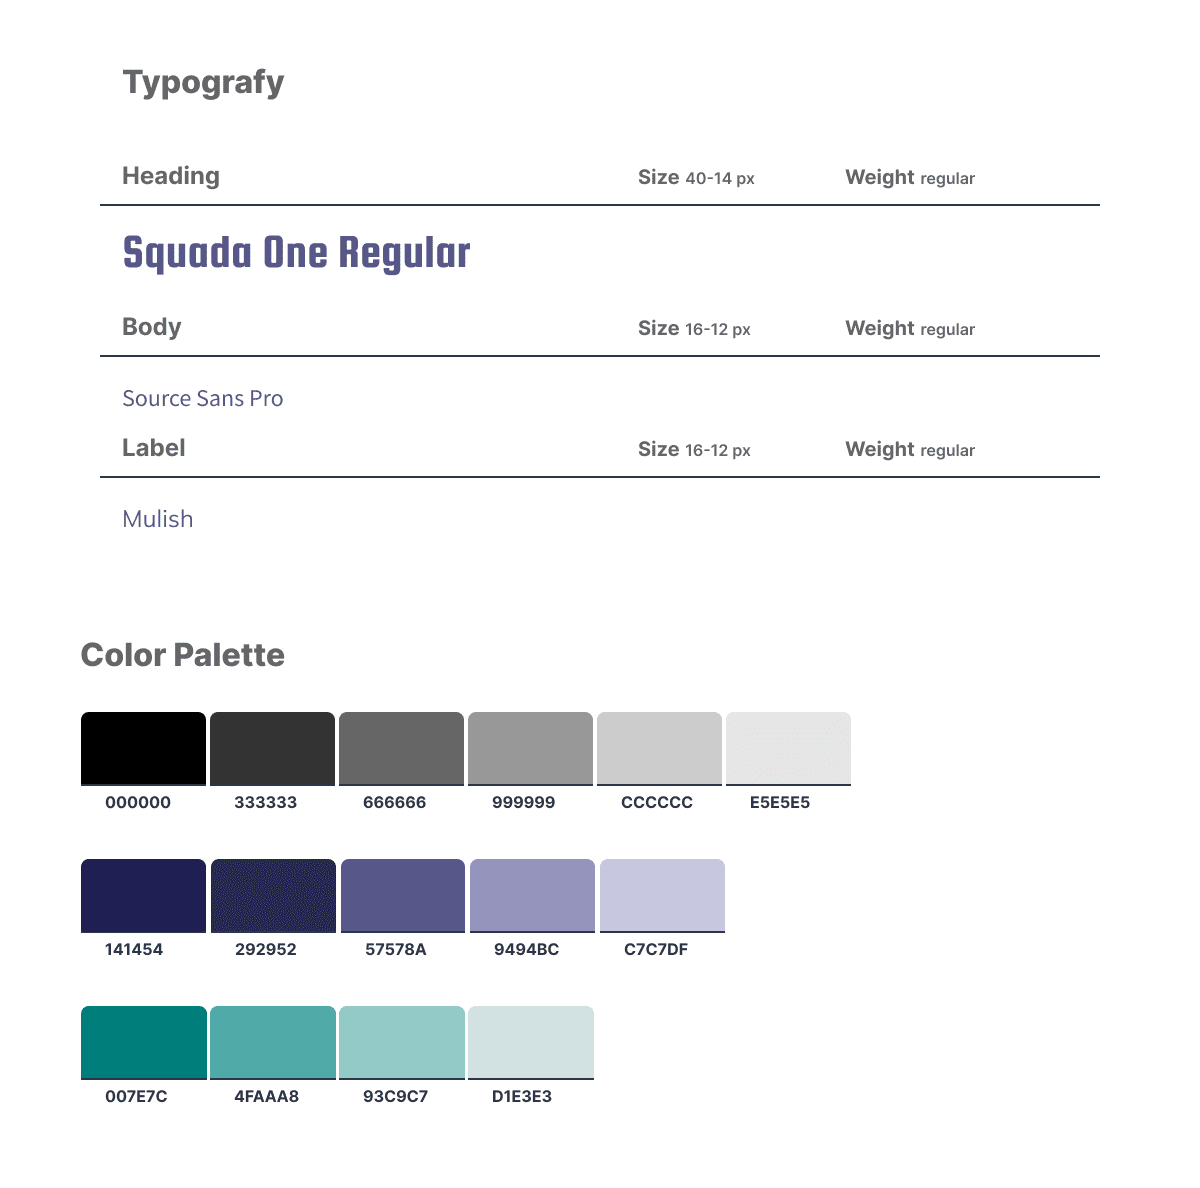 Typografy
Heading Size 40-14 px Weight regular
Squada One Regular
Body Size 16-12 px Weight regular
Source Sans Pro
Label Size 16-12 px Weight regular
Mulish
Color Palette
000000 333333 666666 999999 CCCCCC E5E5E5
141454 292952 57578A 9494BC C7C7DF
007E7C 4FAAA8 93C9C7 D1E3E3